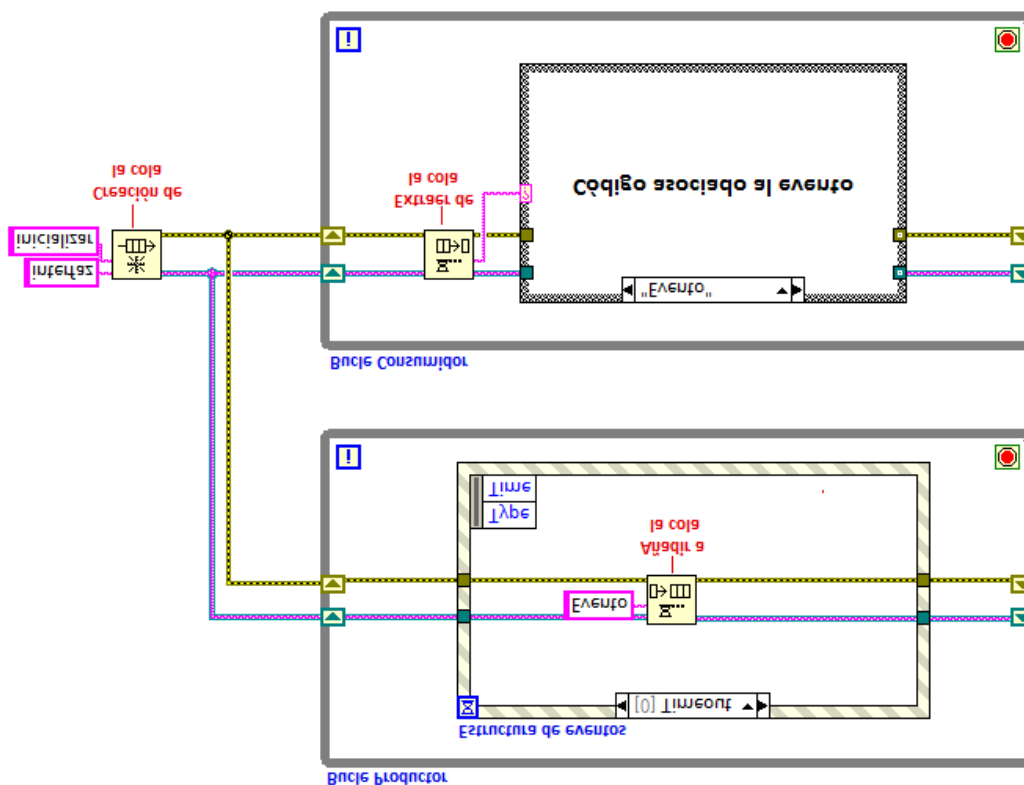 Bucle Productor
Estructura de eventos
[0] Timeout
Evento
Añadir a
la cola
Type
Time
i
Bucle Consumidor
"Evento"
interfaz
inicializar
Creación de
la cola
Extraer de
la cola
Código asociado al evento
?
i